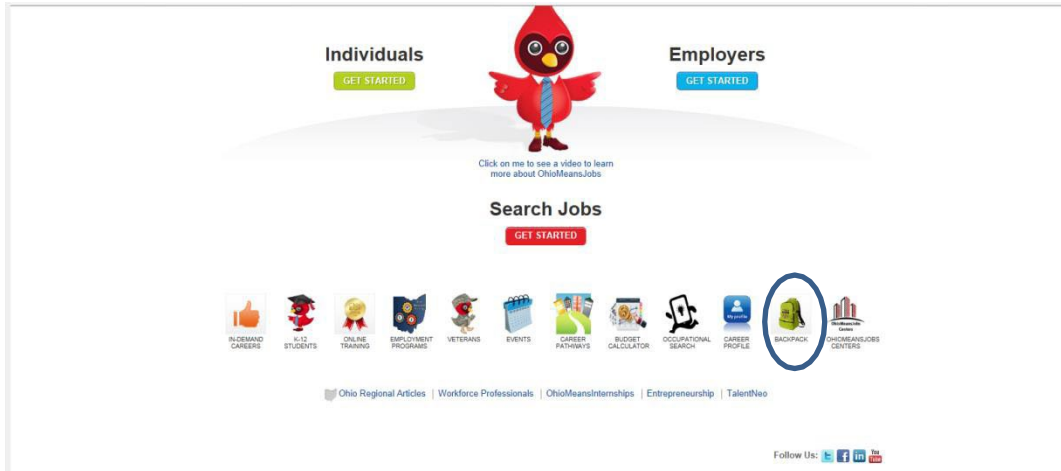 Individuals
GET STARTED
Employers
GET STARTED
Click on me to see a video to learn
more about OhioMeansJobs
Search Jobs
GET STARTED
My profile
OhioMeansJobs
Centers
IN-DEMAND
CAREERS
K-12
STUDENTS
ONLINE
TRAINING
EMPLOYMENT
PROGRAMS
VETERANS
EVENTS
CAREER
PATHWAYS
BUDGET
CALCULATOR
OCCUPATIONAL
SEARCH
CAREER
PROFILE
BACKPACK
OHIOMEANSJOBS
CENTERS
Ohio Regional Articles | Workforce Professionals | OhioMeansInternships | Entrepreneurship | TalentNeo
Follow Us: t f in You Tube